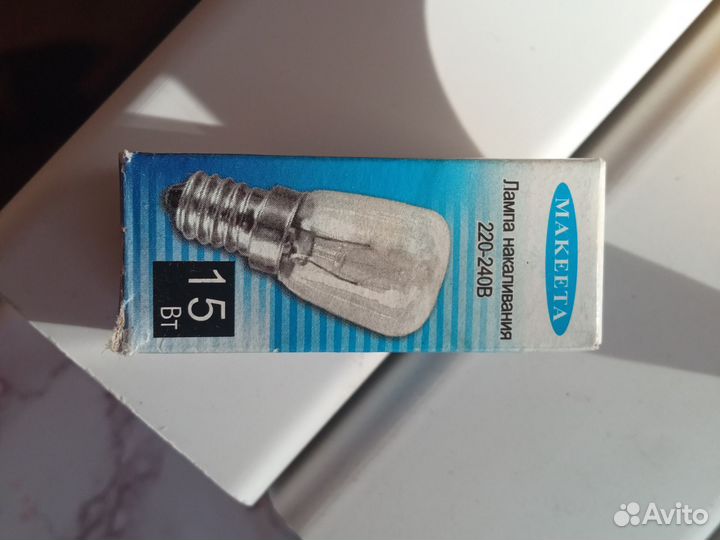 MAKEETA
Лампа накаливания
220-240В
15
Вт
Avito